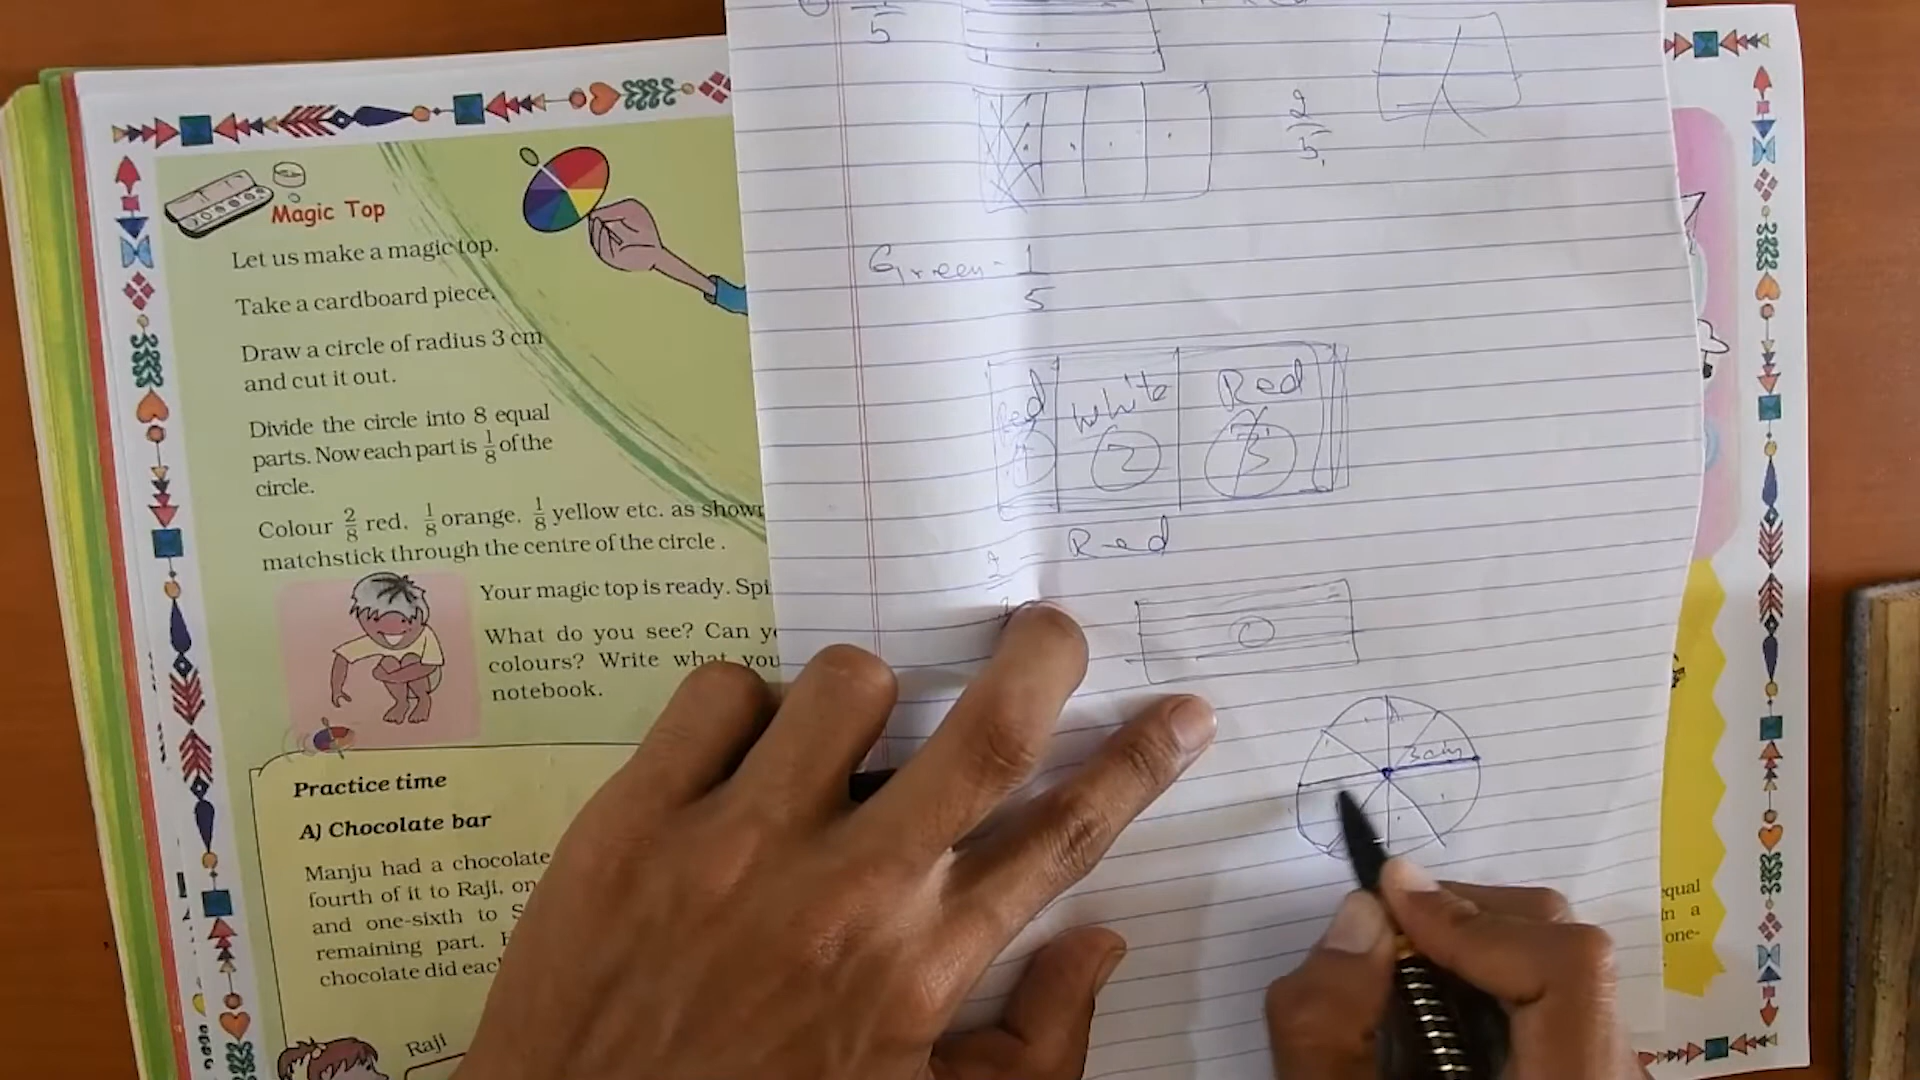 Magic Top
Let us make a magic top.
Take a cardboard piece.
Draw a circle of radius 3 cm
and cut it out.
Divide the circle into 8 equal
parts. Now each part is 1/8 of the
circle.
Colour 2/8 red, 1/8 orange, 1/8 yellow etc. as shown
matchstick through the centre of the circle .
Your magic top is ready. Spi
What do you see? Can y
colours? Write what you
notebook.
Practice time
A) Chocolate bar
Manju had a chocolate
fourth of it to Raji, on
and one-sixth to S
remaining part. H
chocolate did each
Raji
5
2/5
Green - 1/5
Red White Red
1 2 3
Red
3cm
equal
In a
one-